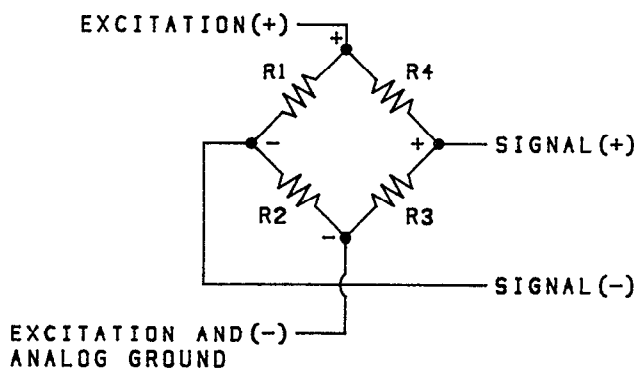 EXCITATION(+)
+
R1
R4
-
+
SIGNAL(+)
R2
R3
-
SIGNAL(-)
EXCITATION AND(-)
ANALOG GROUND